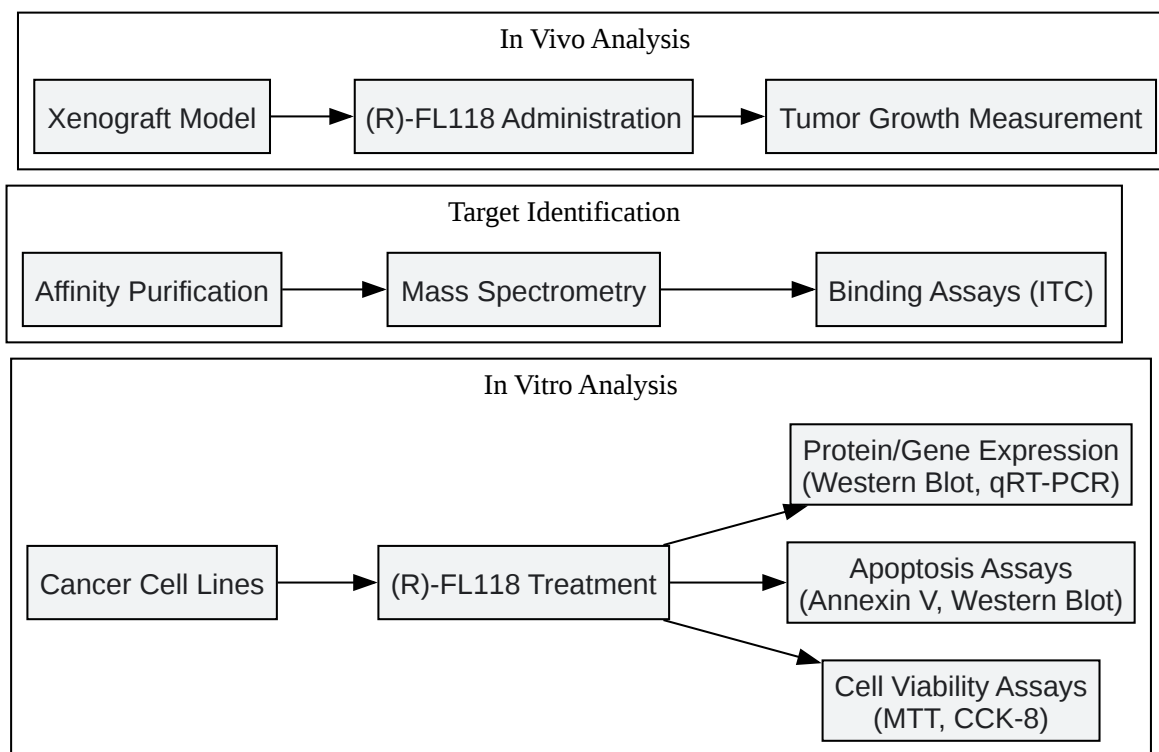 In Vivo Analysis
Xenograft Model
(R)-FL118 Administration
Tumor Growth Measurement
Target Identification
Affinity Purification
Mass Spectrometry
Binding Assays (ITC)
In Vitro Analysis
Cancer Cell Lines
(R)-FL118 Treatment
Protein/Gene Expression
(Western Blot, qRT-PCR)
Apoptosis Assays
(Annexin V, Western Blot)
Cell Viability Assays
(MTT, CCK-8)